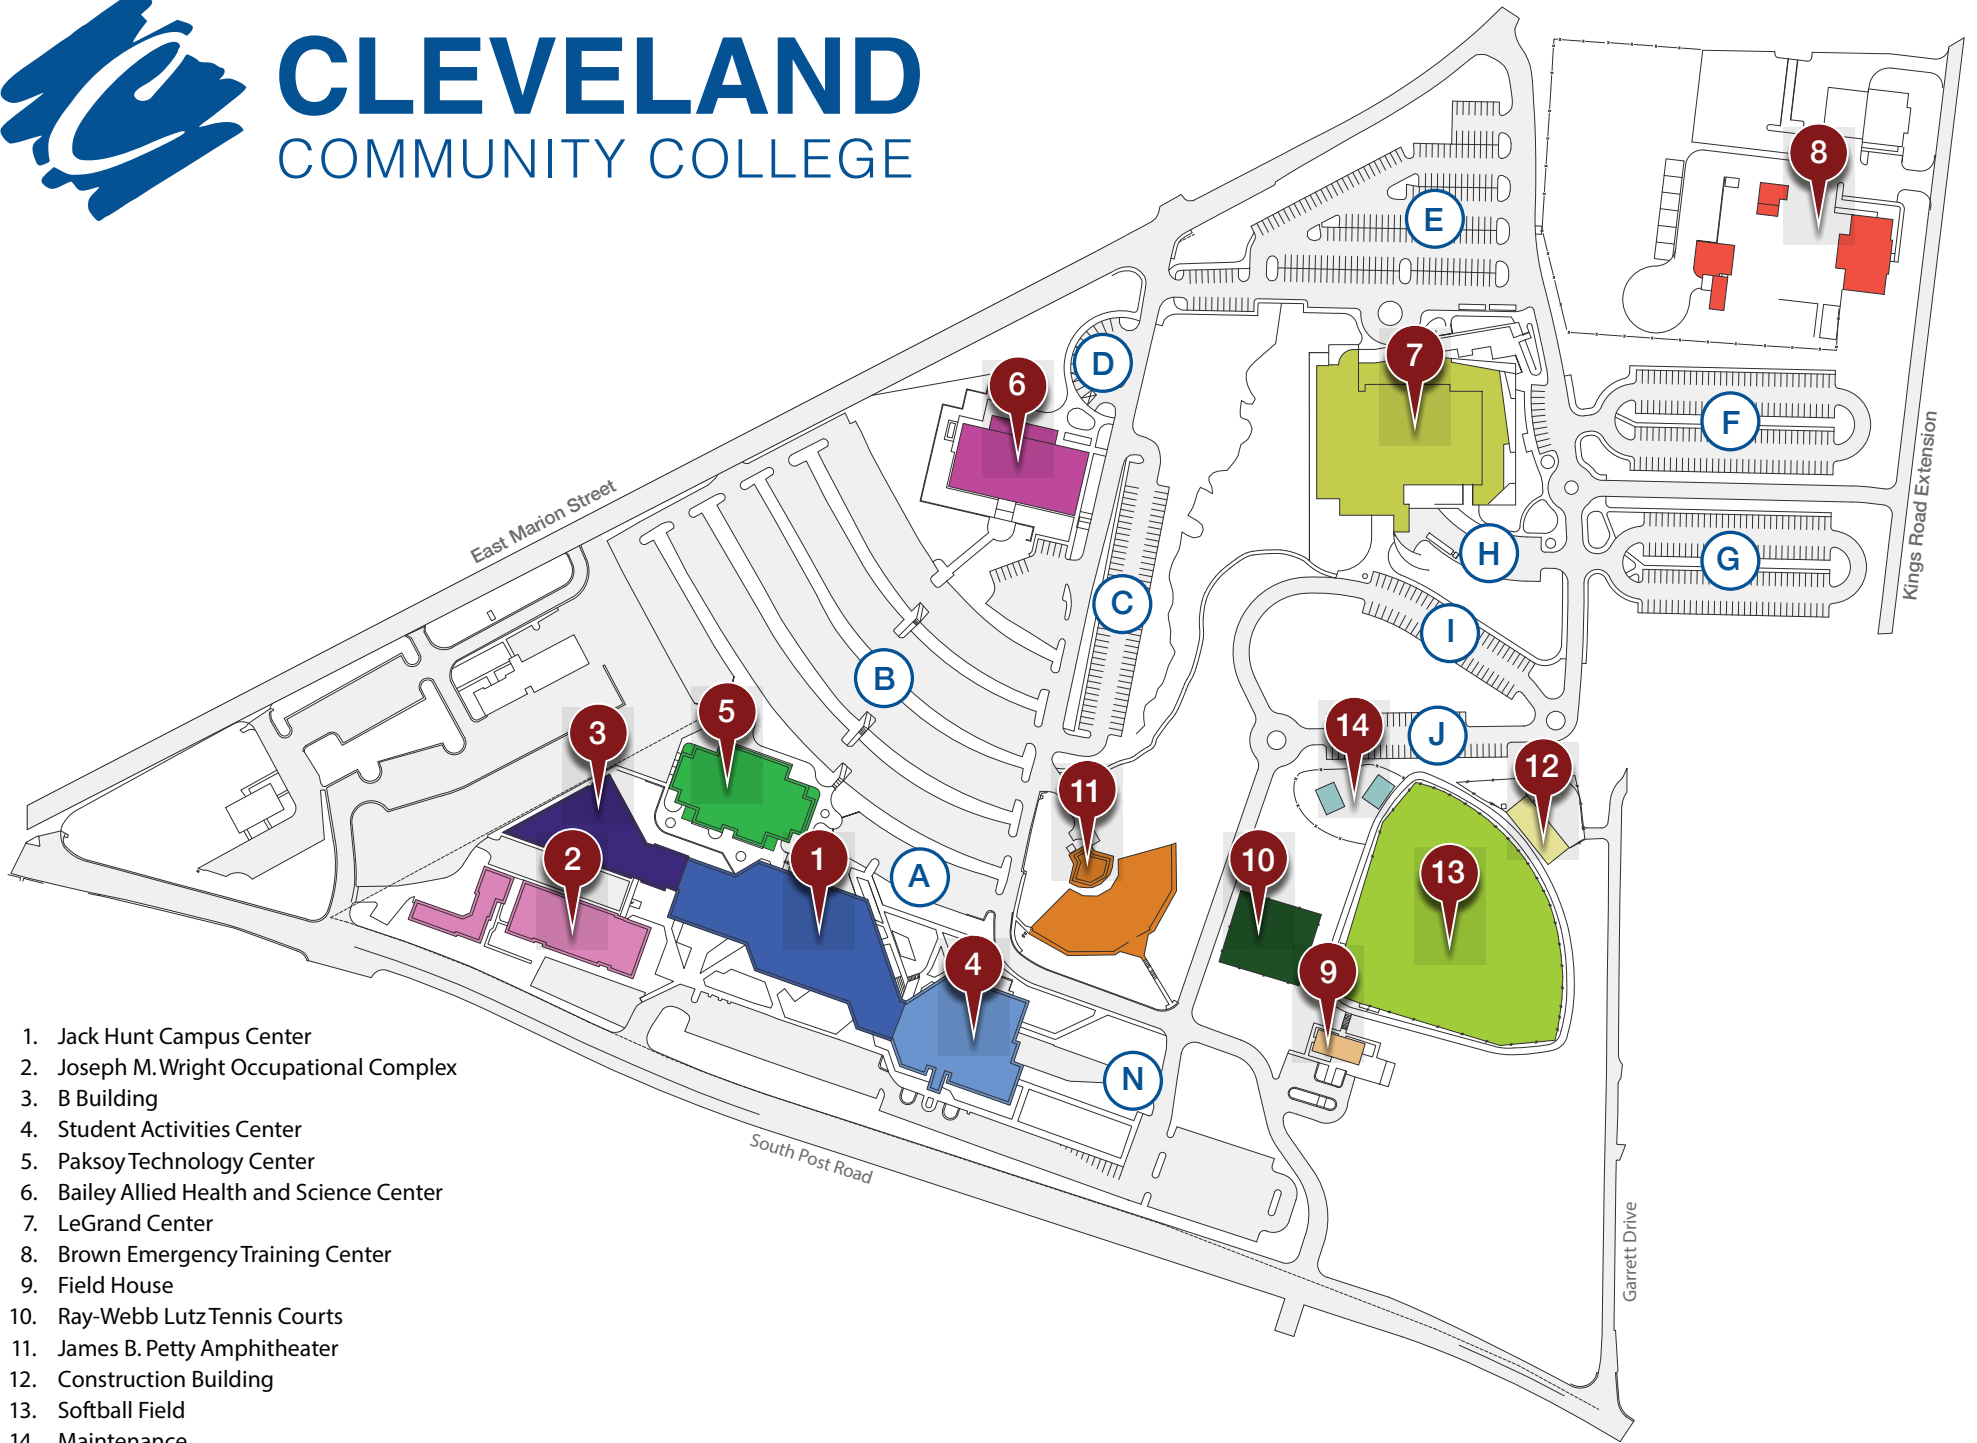 CLEVELAND
COMMUNITY COLLEGE
8
E
7
D
6
F
Kings Road Extension
East Marion Street
H
G
C
I
B
5
3
14
J
12
11
2
1
A
10
13
4
9
N
South Post Road
Garrett Drive
1. Jack Hunt Campus Center
2. Joseph M. Wright Occupational Complex
3. B Building
4. Student Activities Center
5. Paksoy Technology Center
6. Bailey Allied Health and Science Center
7. LeGrand Center
8. Brown Emergency Training Center
9. Field House
10. Ray-Webb Lutz Tennis Courts
11. James B. Petty Amphitheater
12. Construction Building
13. Softball Field
14. Maintenance